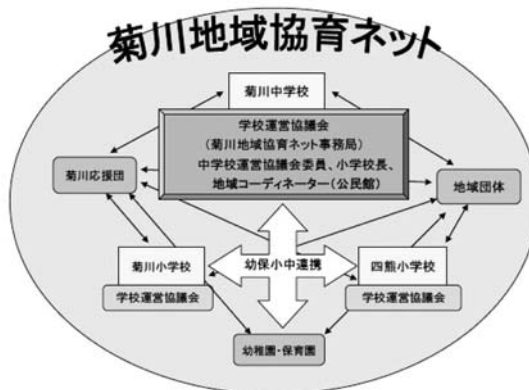 菊川地域協育ネット
菊川中学校
学校運営協議会
(菊川地域協育ネット事務局)
中学校運営協議会委員、小学校長、
地域コーディネーター(公民館)
菊川応援団
地域団体
菊川小学校
幼保小中連携
四熊小学校
学校運営協議会
学校運営協議会
幼稚園・保育園